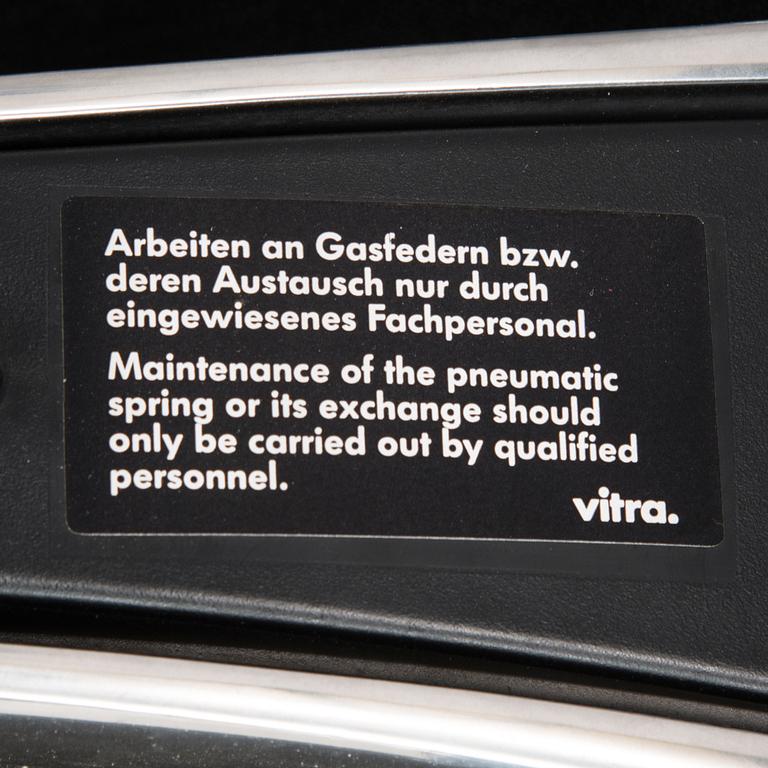 Arbeiten an Gasfedern bzw.
deren Austausch nur durch
eingewiesenes Fachpersonal.
Maintenance of the pneumatic
spring or its exchange should
only be carried out by qualified
personnel.
vitra.